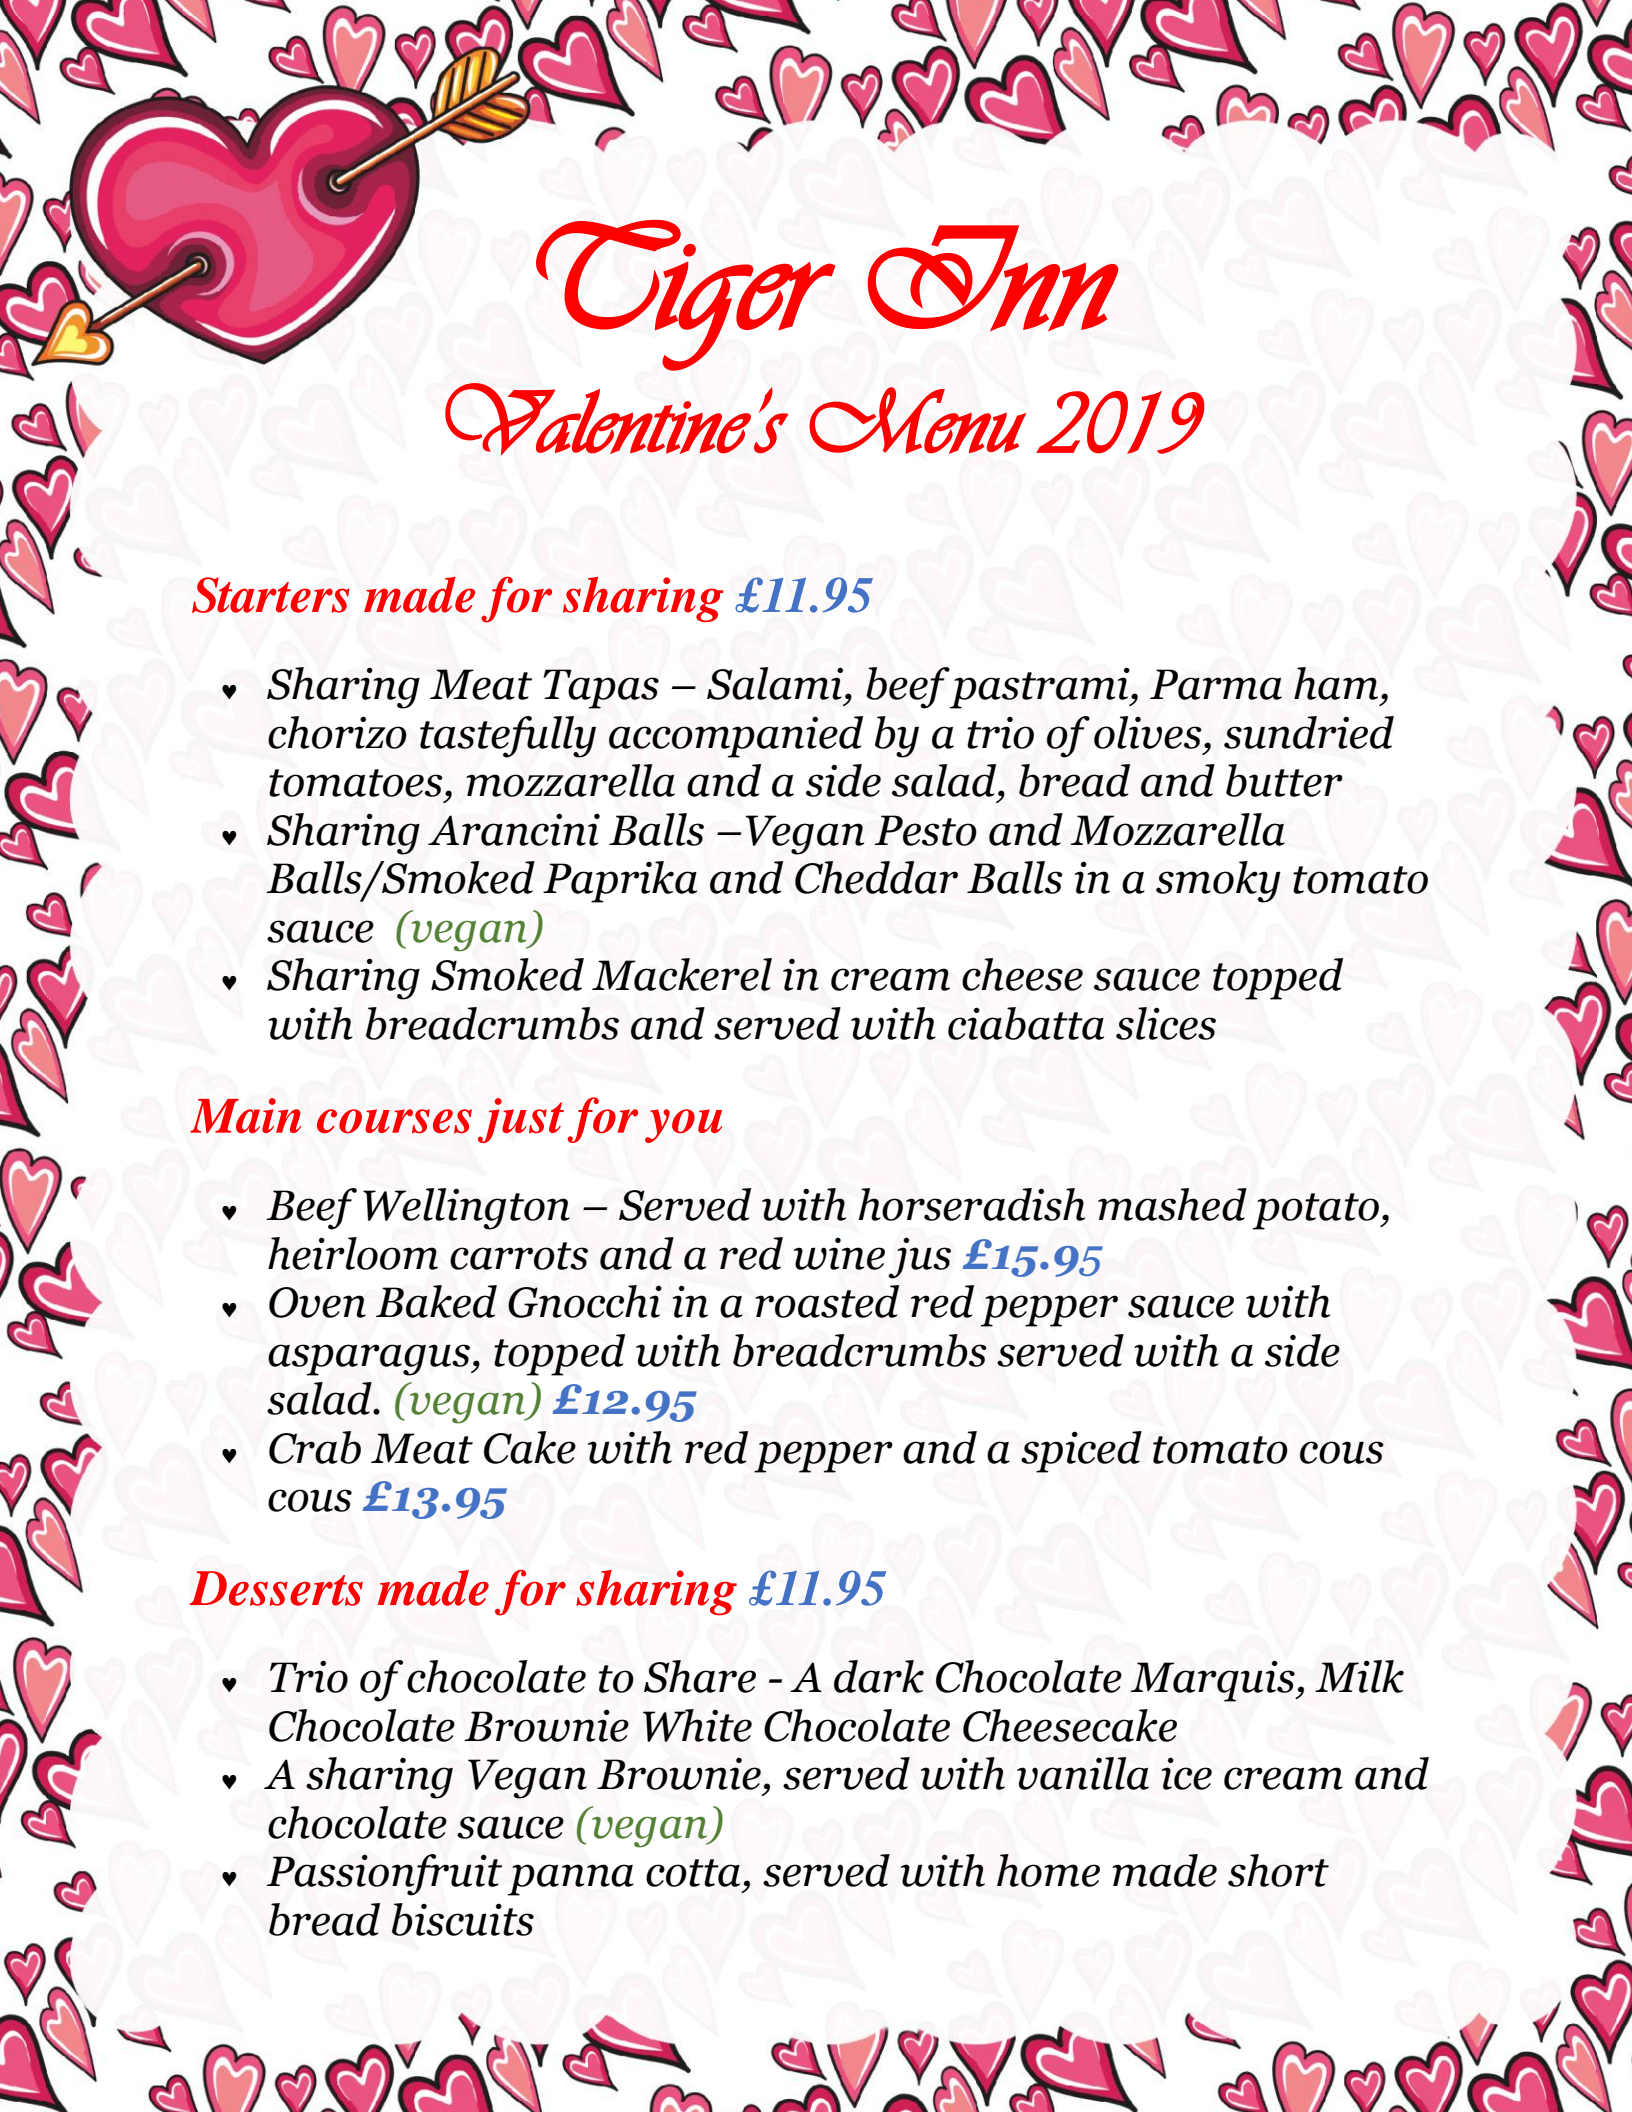 Tiger Inn
Valentine's Menu 2019
Starters made for sharing £11.95
♥ Sharing Meat Tapas – Salami, beef pastrami, Parma ham,
chorizo tastefully accompanied by a trio of olives, sundried
tomatoes, mozzarella and a side salad, bread and butter
♥ Sharing Arancini Balls –Vegan Pesto and Mozzarella
Balls/Smoked Paprika and Cheddar Balls in a smoky tomato
sauce (vegan)
♥ Sharing Smoked Mackerel in cream cheese sauce topped
with breadcrumbs and served with ciabatta slices
Main courses just for you
♥ Beef Wellington – Served with horseradish mashed potato,
heirloom carrots and a red wine jus £15.95
♥ Oven Baked Gnocchi in a roasted red pepper sauce with
asparagus, topped with breadcrumbs served with a side
salad. (vegan) £12.95
♥ Crab Meat Cake with red pepper and a spiced tomato cous
cous £13.95
Desserts made for sharing £11.95
♥ Trio of chocolate to Share - A dark Chocolate Marquis, Milk
Chocolate Brownie White Chocolate Cheesecake
♥ A sharing Vegan Brownie, served with vanilla ice cream and
chocolate sauce (vegan)
♥ Passionfruit panna cotta, served with home made short
bread biscuits